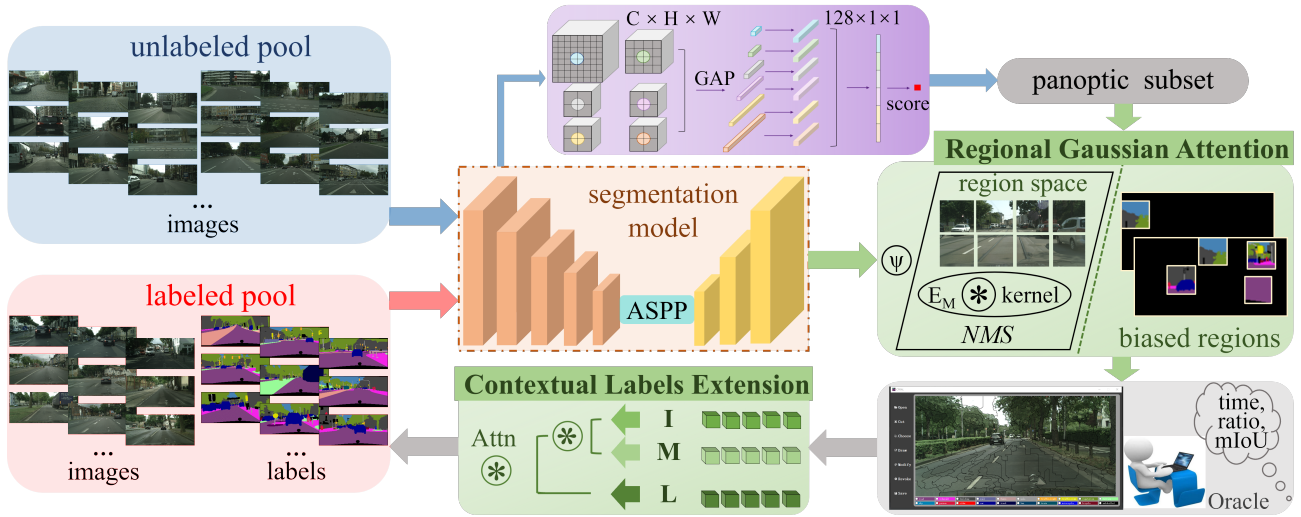 unlabeled pool
...
images
labeled pool
...
images
...
labels
C × H × W
GAP
128×1×1
score
segmentation
model
ASPP
panoptic subset
Regional Gaussian Attention
region space
ψ
E_M * kernel
NMS
biased regions
Contextual Labels Extension
Attn
*
*
I
M
L
time,
ratio,
mIoU
Oracle